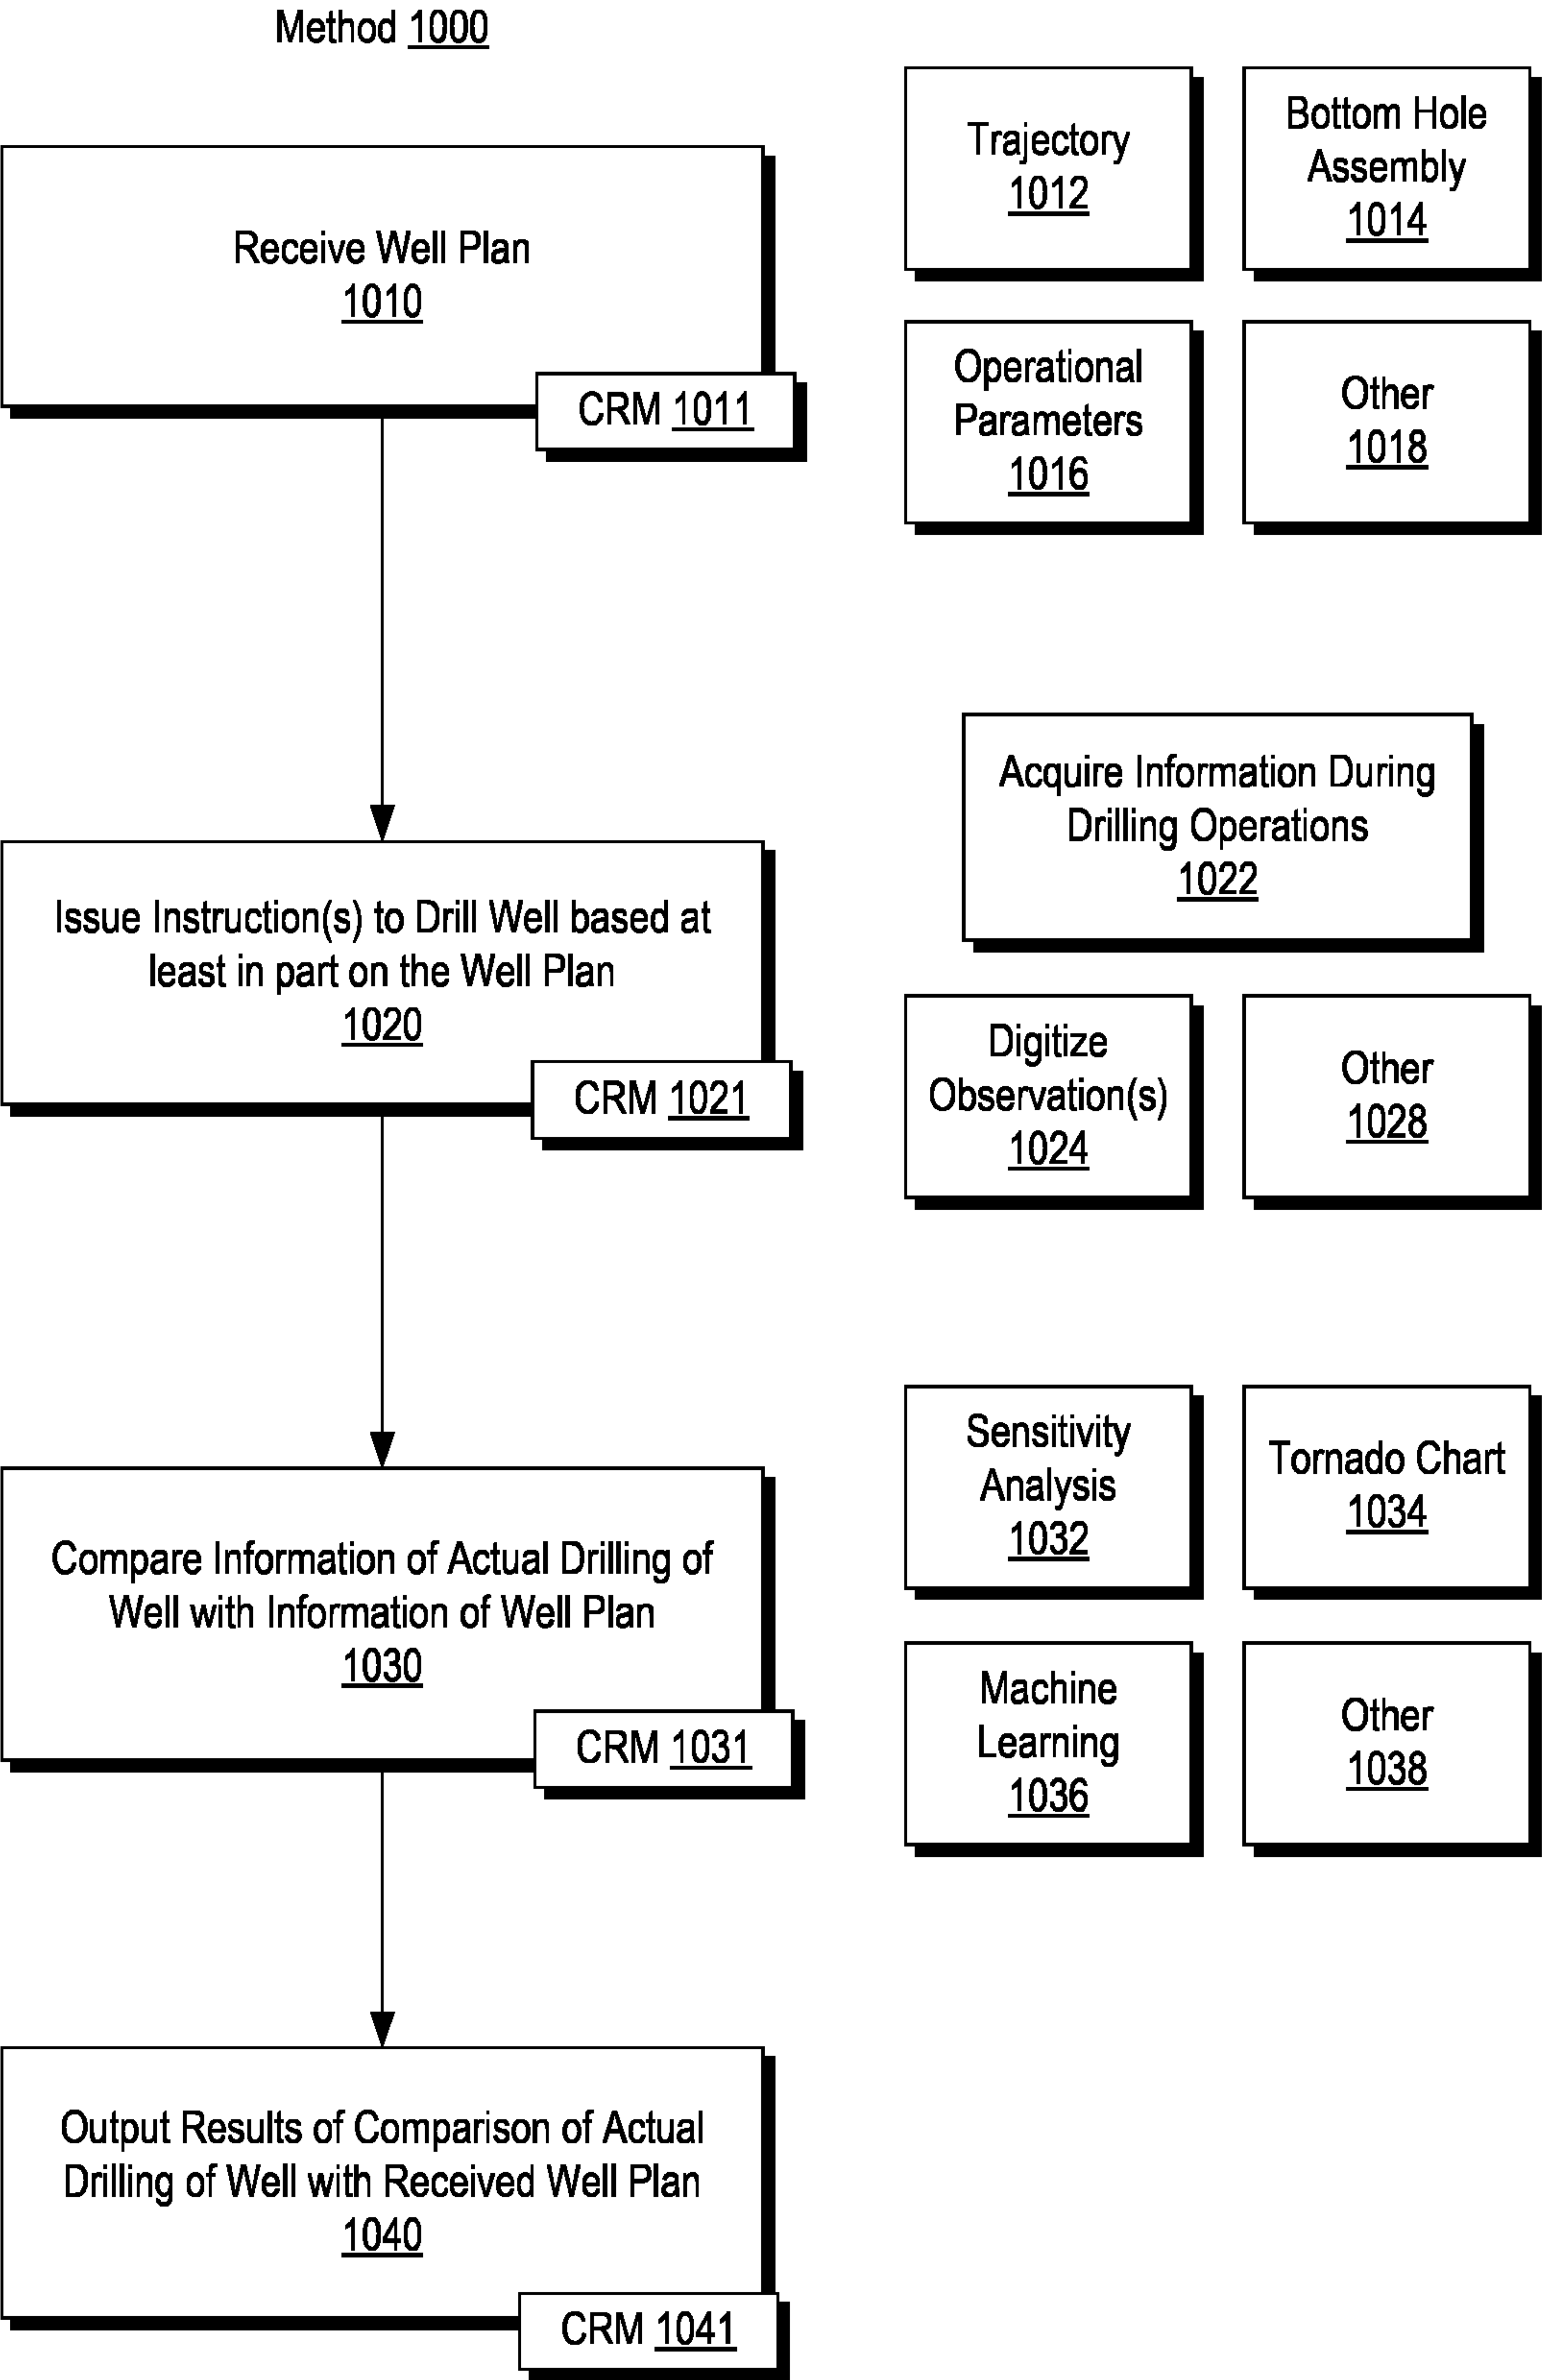 Method 1000
Receive Well Plan
1010
CRM 1011
Trajectory
1012
Bottom Hole
Assembly
1014
Operational
Parameters
1016
Other
1018
Issue Instruction(s) to Drill Well based at
least in part on the Well Plan
1020
CRM 1021
Acquire Information During
Drilling Operations
1022
Digitize
Observation(s)
1024
Other
1028
Compare Information of Actual Drilling of
Well with Information of Well Plan
1030
CRM 1031
Sensitivity
Analysis
1032
Tornado Chart
1034
Machine
Learning
1036
Other
1038
Output Results of Comparison of Actual
Drilling of Well with Received Well Plan
1040
CRM 1041